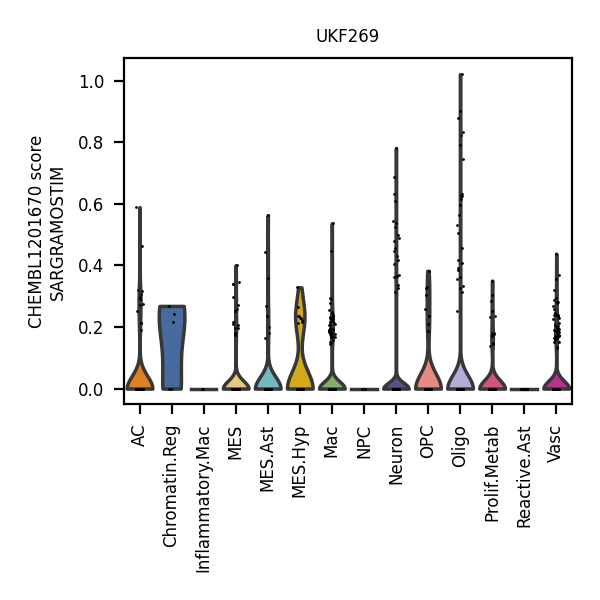 UKF269
CHEMBL1201670 score
SARGRAMOSTIM
1.0
0.8
0.6
0.4
0.2
0.0
AC
Chromatin.Reg
Inflammatory.Mac
MES
MES.Ast
MES.Hyp
Mac
NPC
Neuron
OPC
Oligo
Prolif.Metab
Reactive.Ast
Vasc